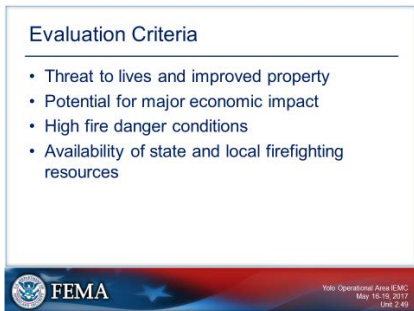 Evaluation Criteria
• Threat to lives and improved property
• Potential for major economic impact
• High fire danger conditions
• Availability of state and local firefighting
resources
FEMA
Yolo Operational Area IEMC
May 16-19, 2017
Unit 2.49